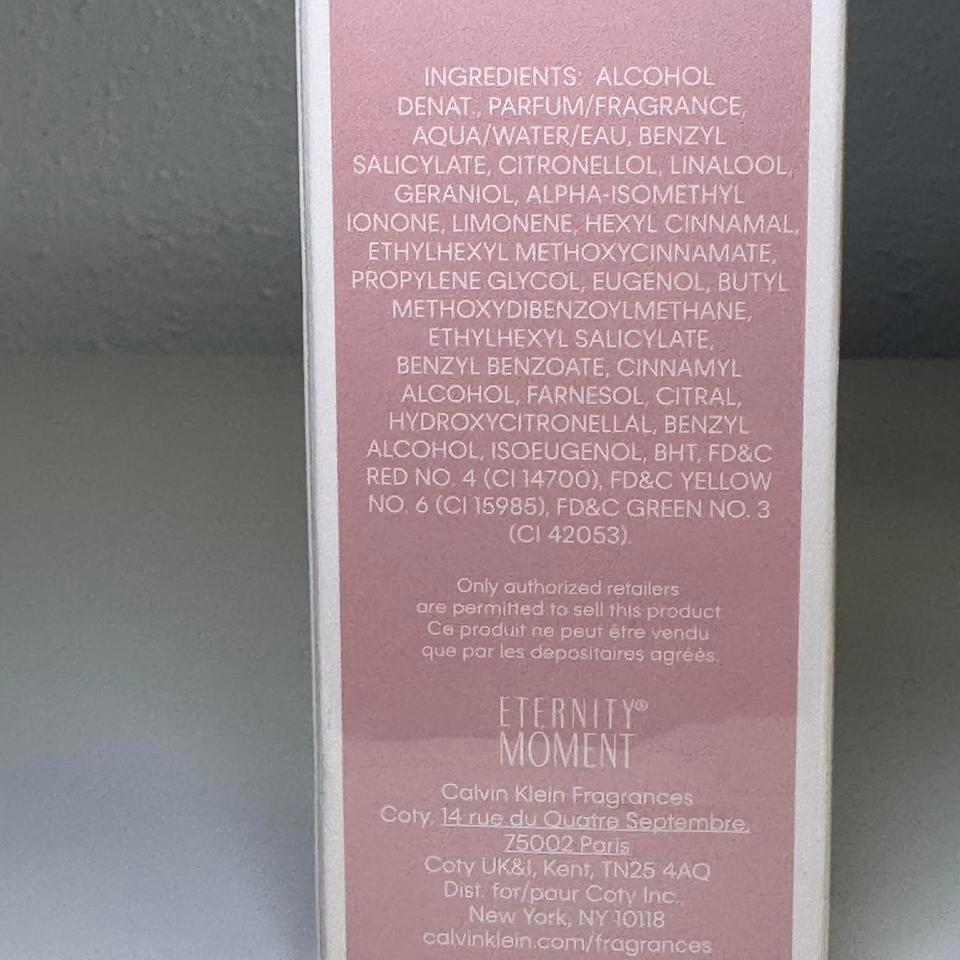 INGREDIENTS: ALCOHOL
DENAT., PARFUM/FRAGRANCE,
AQUA/WATER/EAU, BENZYL
SALICYLATE, CITRONELLOL, LINALOOL,
GERANIOL, ALPHA-ISOMETHYL
IONONE, LIMONENE, HEXYL CINNAMAL,
ETHYLHEXYL METHOXYCINNAMATE,
PROPYLENE GLYCOL, EUGENOL, BUTYL
METHOXYDIBENZOYLMETHANE,
ETHYLHEXYL SALICYLATE,
BENZYL BENZOATE, CINNAMYL
ALCOHOL, FARNESOL, CITRAL,
HYDROXYCITRONELLAL, BENZYL
ALCOHOL, ISOEUGENOL, BHT, FD&C
RED NO. 4 (CI 14700), FD&C YELLOW
NO. 6 (CI 15985), FD&C GREEN NO. 3
(CI 42053).
Only authorized retailers
are permitted to sell this product
Ce produit ne peut être vendu
que par les dépositaires agréés.
ETERNITY®
MOMENT
Calvin Klein Fragrances
Coty, 14 rue du Quatre Septembre,
75002 Paris
Coty UK&I, Kent, TN25 4AQ
Dist. for/pour Coty Inc.,
New York, NY 10118
calvinklein.com/fragrances